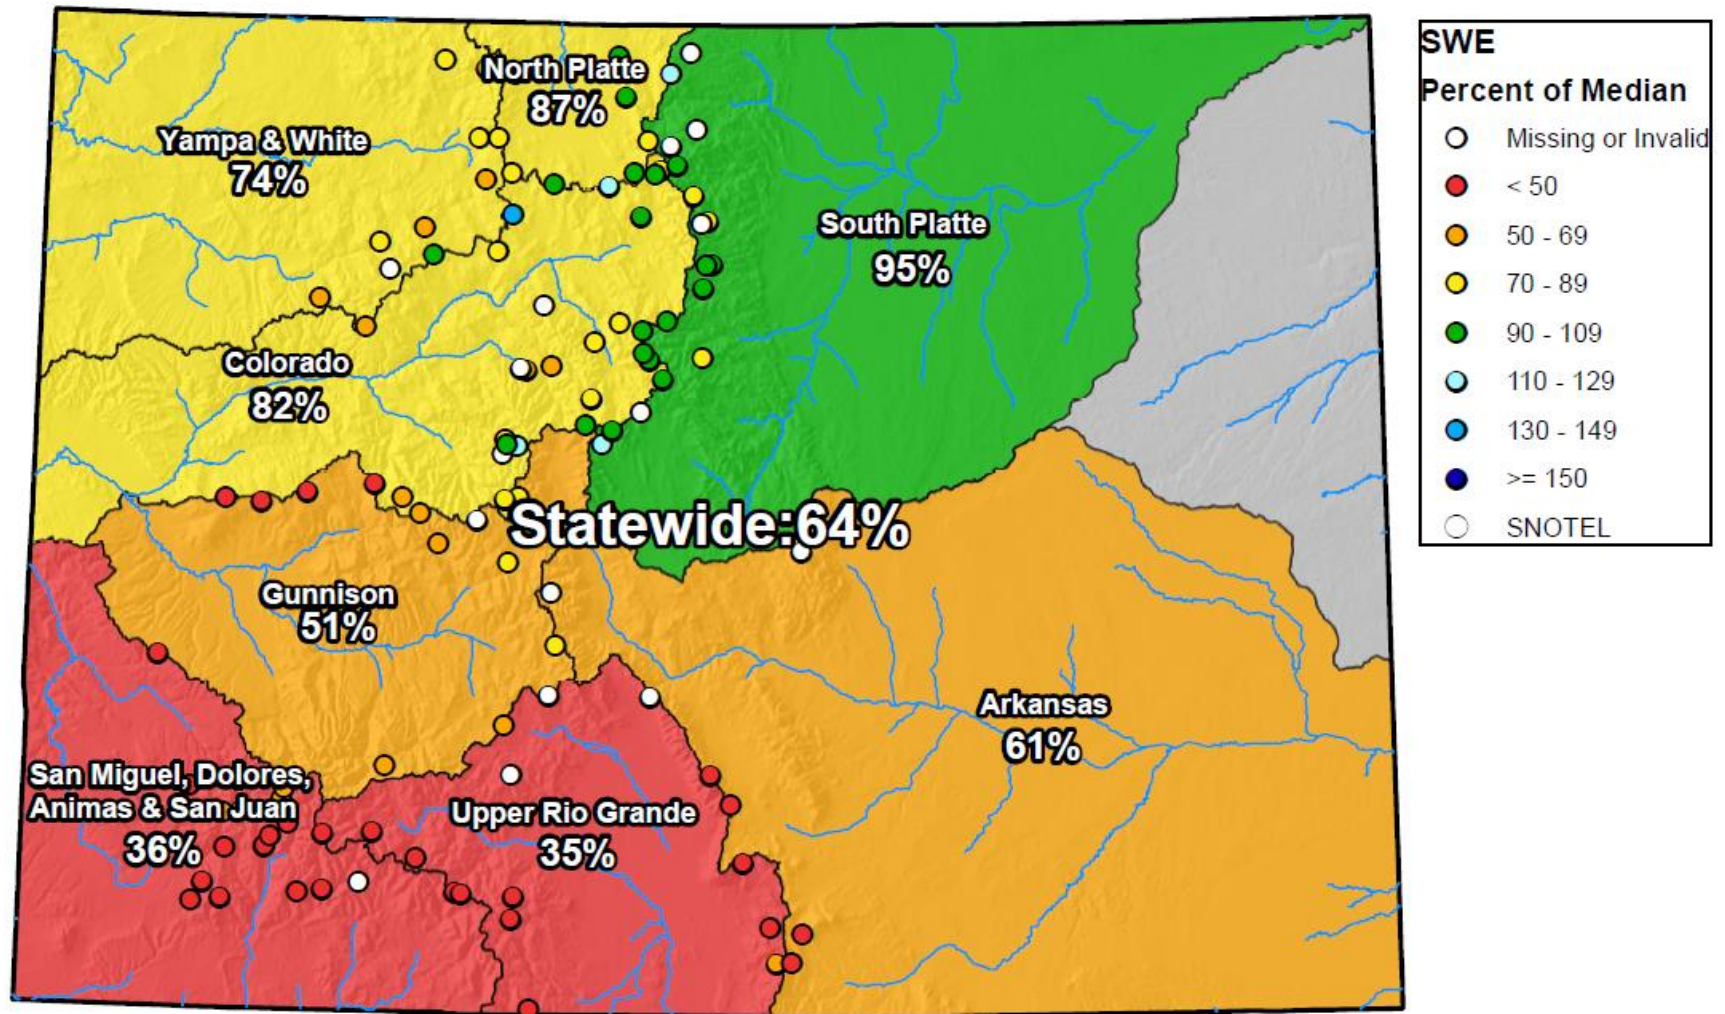 North Platte
87%
Yampa & White
74%
South Platte
95%
Colorado
82%
Statewide:64%
Gunnison
51%
Arkansas
61%
San Miguel, Dolores,
Animas & San Juan
36%
Upper Rio Grande
35%
SWE
Percent of Median
Missing or Invalid
< 50
50 - 69
70 - 89
90 - 109
110 - 129
130 - 149
>= 150
SNOTEL